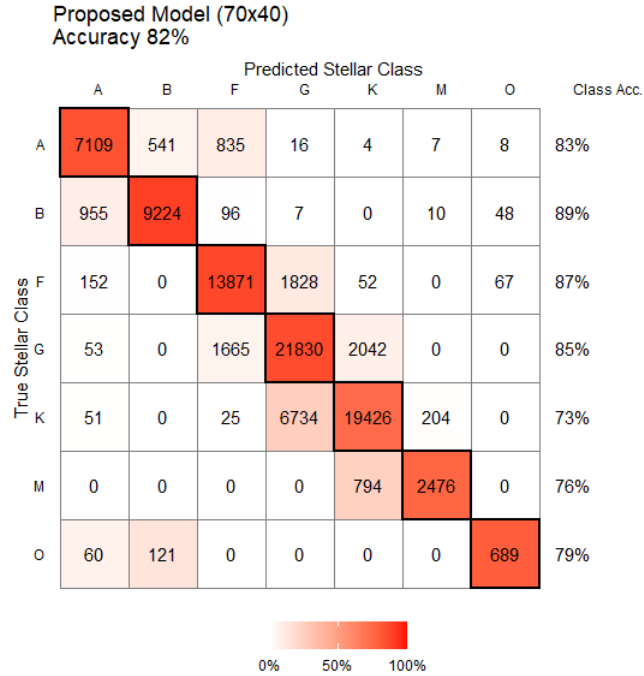 Proposed Model (70x40)
Accuracy 82%
Predicted Stellar Class
A B F G K M O Class Acc.
A 7109 541 835 16 4 7 8 83%
B 955 9224 96 7 0 10 48 89%
F 152 0 13871 1828 52 0 67 87%
G 53 0 1665 21830 2042 0 0 85%
K 51 0 25 6734 19426 204 0 73%
M 0 0 0 0 794 2476 0 76%
O 60 121 0 0 0 0 689 79%
True Stellar Class
0% 50% 100%